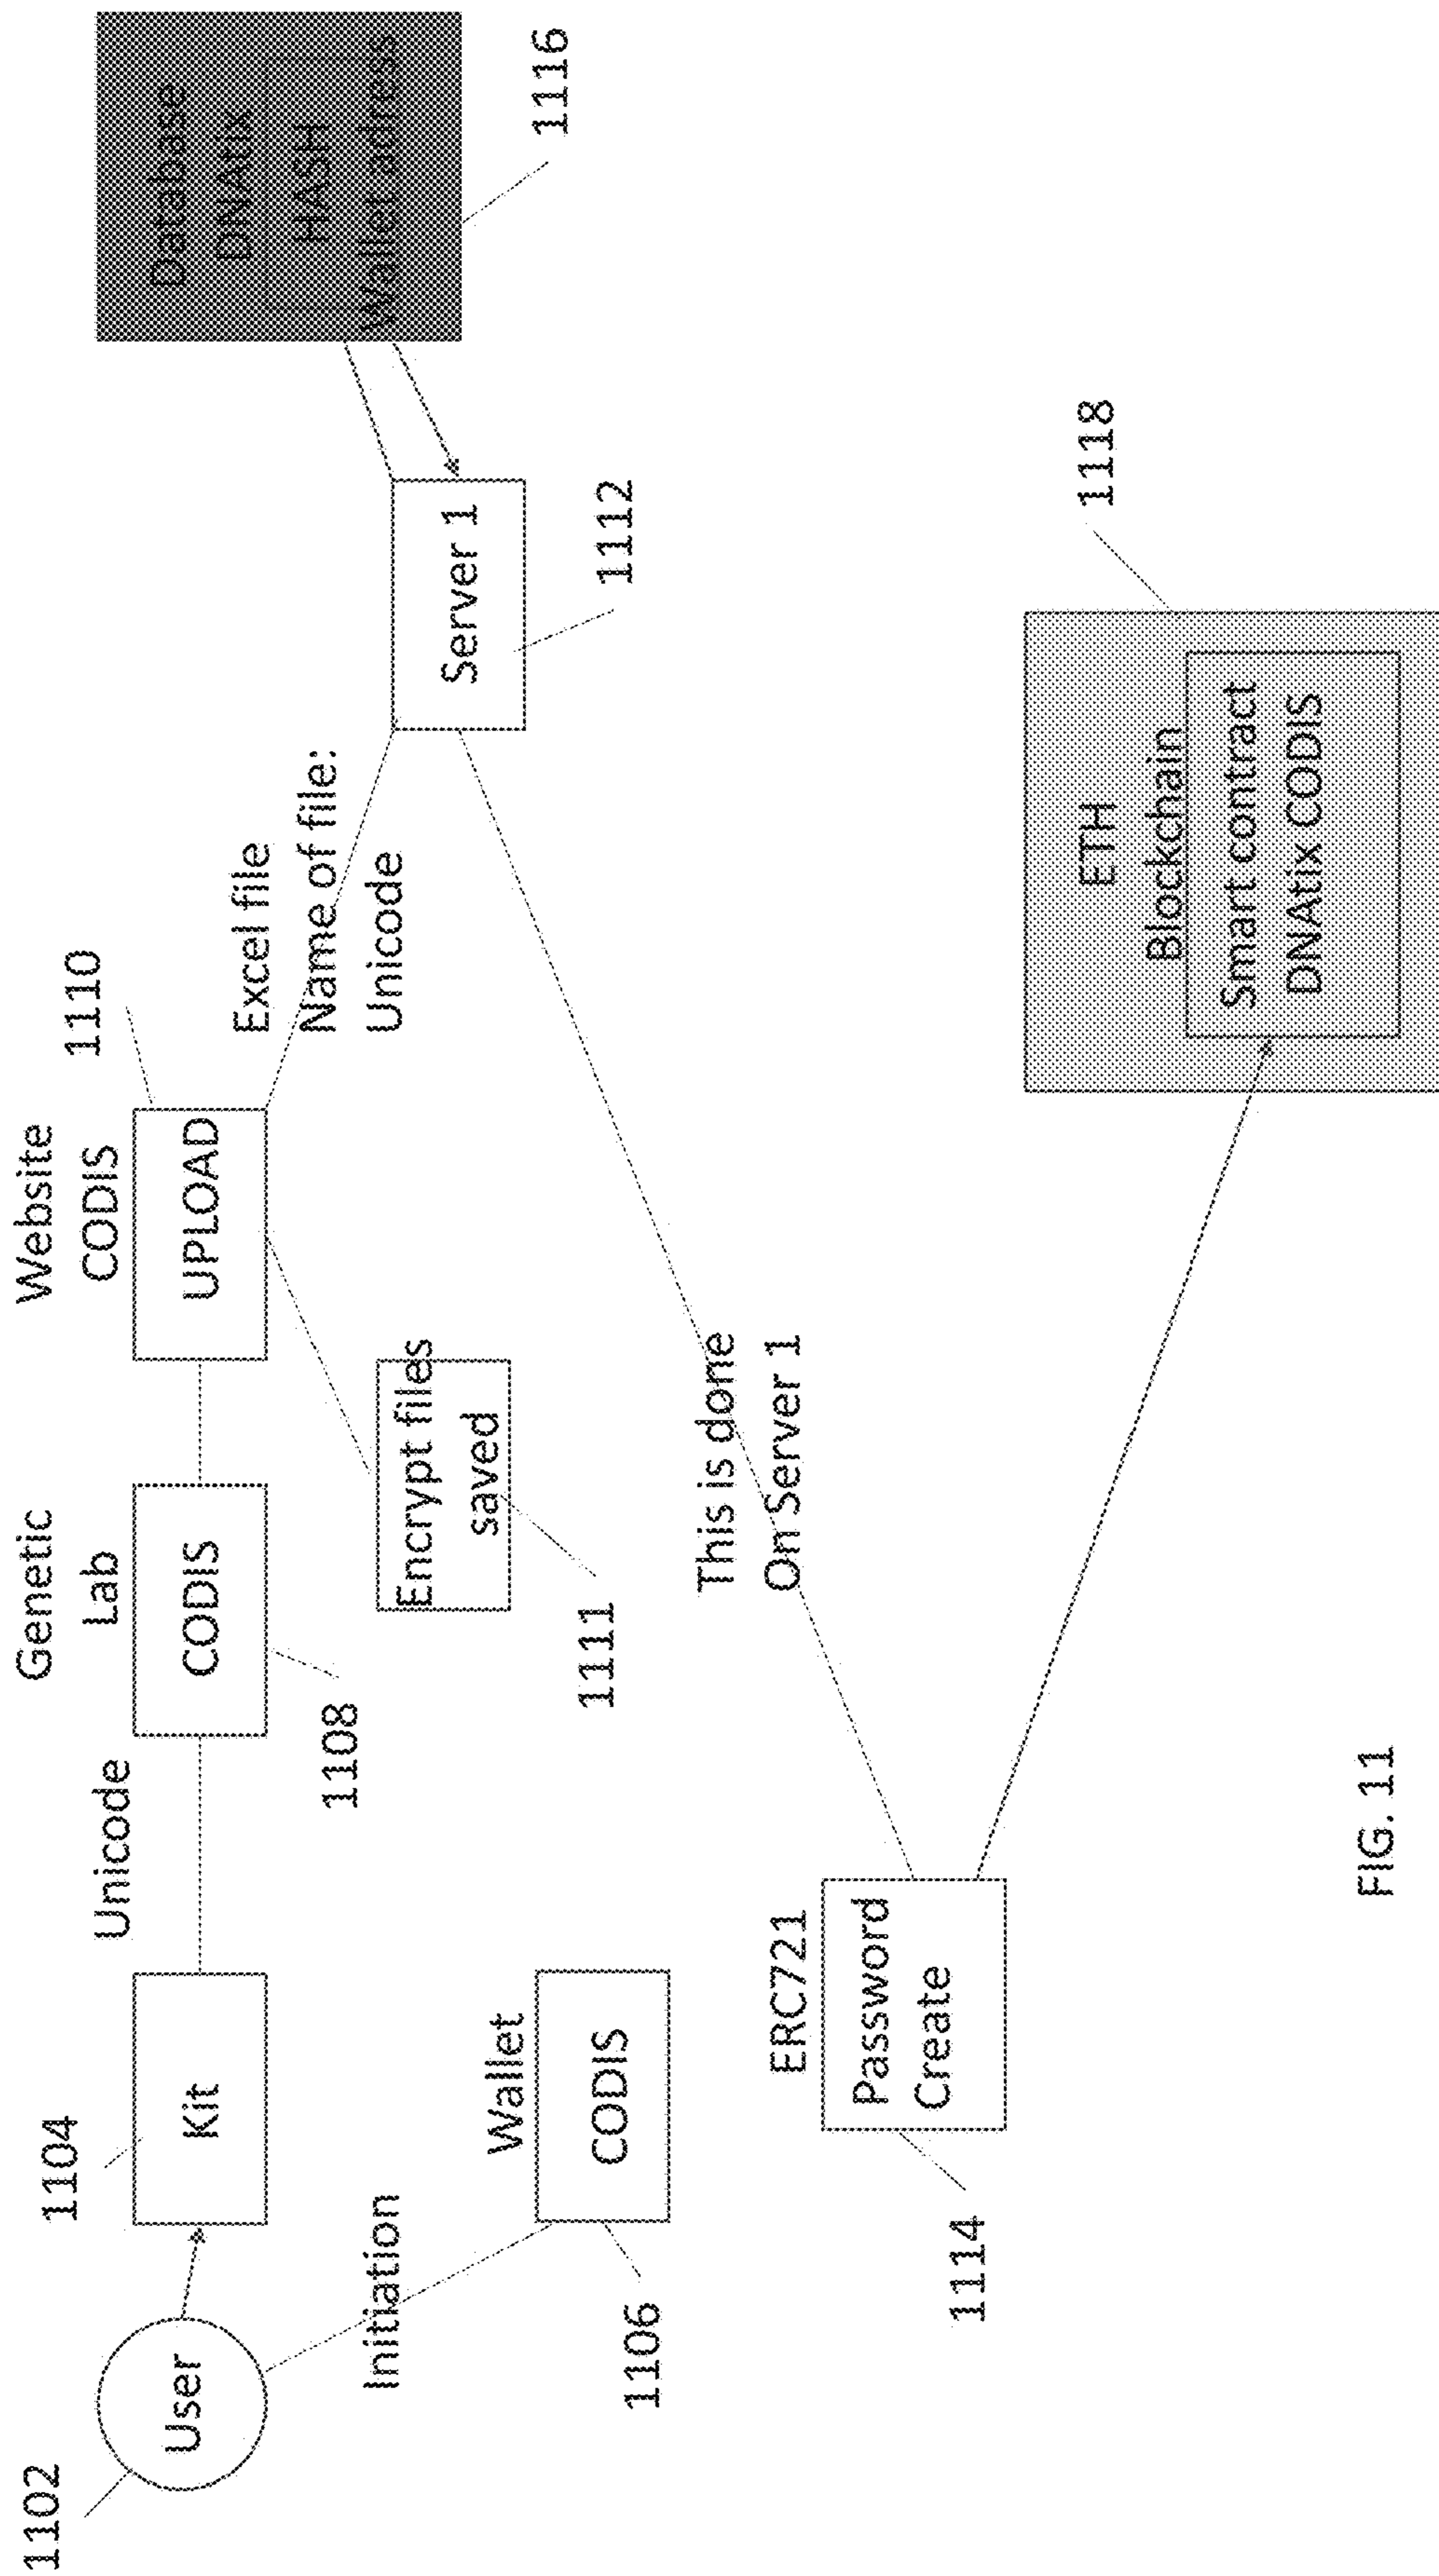 Website
CODIS
1110
UPLOAD
Genetic
Lab
CODIS
1108
Unicode
1104
Kit
1102
User
Initiation
Wallet
CODIS
1106
Encrypt files
saved
1111
Excel file
Name of file:
Unicode
Server 1
1112
Database
DNAtix
HASH
Wallet adress
1116
This is done
On Server 1
ERC721
Password
Create
1114
ETH
Blockchain
Smart contract
DNAtix CODIS
1118
FIG. 11